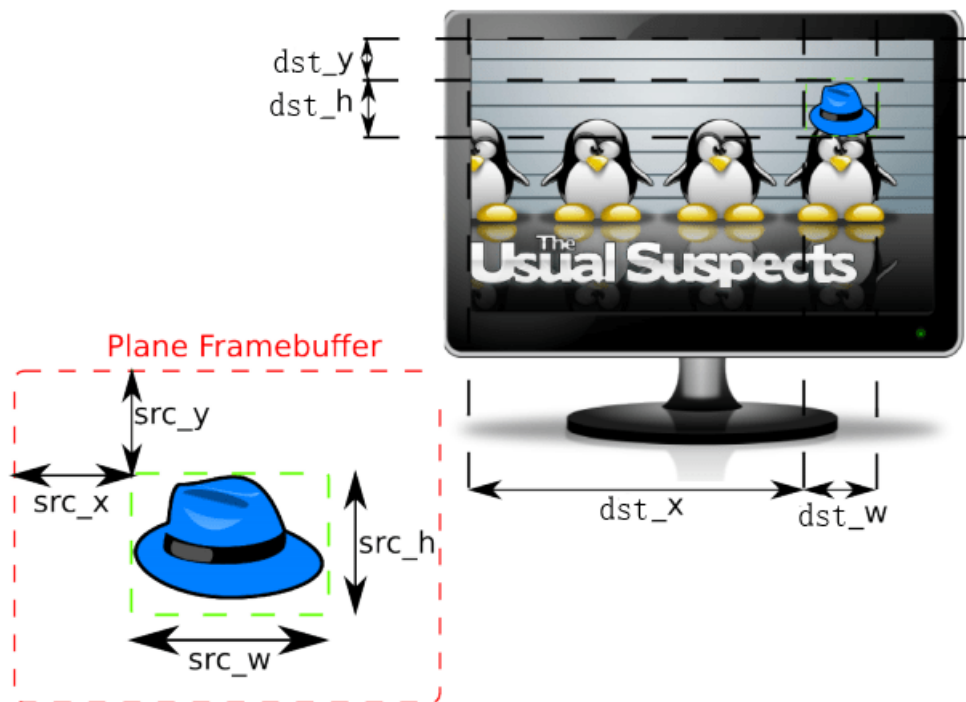 dst_y
dst_h
The
Usual Suspects
Plane Framebuffer
src_y
src_x
src_h
src_w
dst_x
dst_w